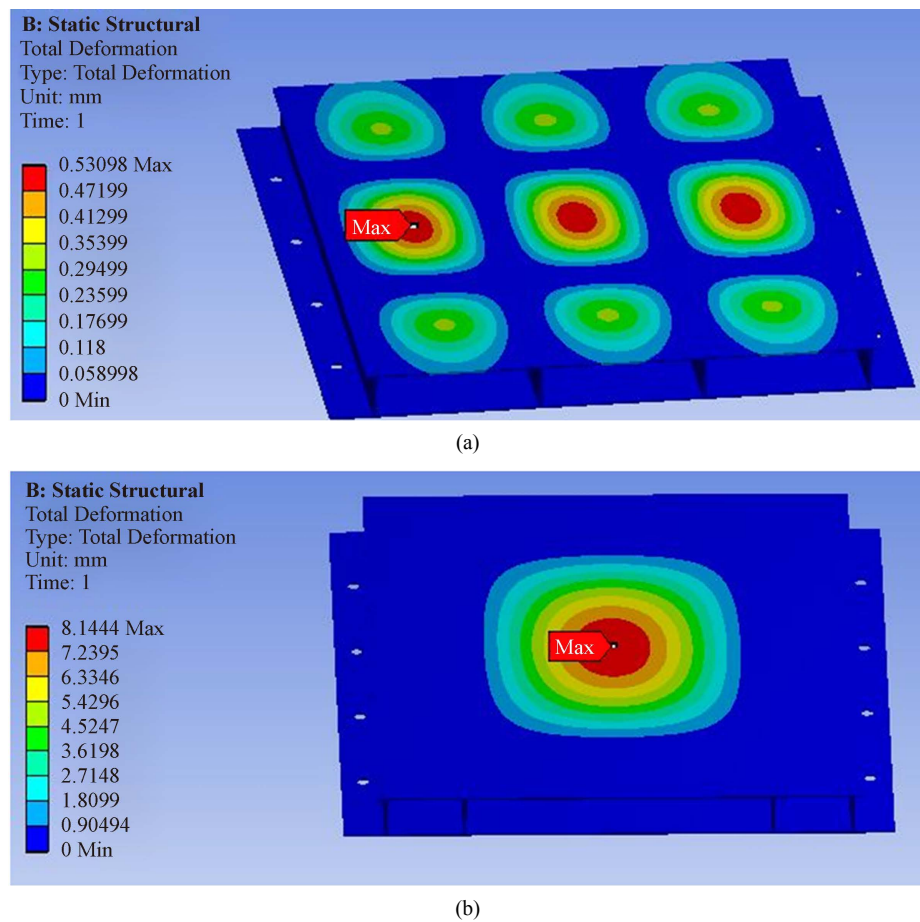 B: Static Structural
Total Deformation
Type: Total Deformation
Unit: mm
Time: 1
0.53098 Max
0.47199
0.41299
0.35399
0.29499
0.23599
0.17699
0.118
0.058998
0 Min
Max
(a)
B: Static Structural
Total Deformation
Type: Total Deformation
Unit: mm
Time: 1
8.1444 Max
7.2395
6.3346
5.4296
4.5247
3.6198
2.7148
1.8099
0.90494
0 Min
Max
(b)